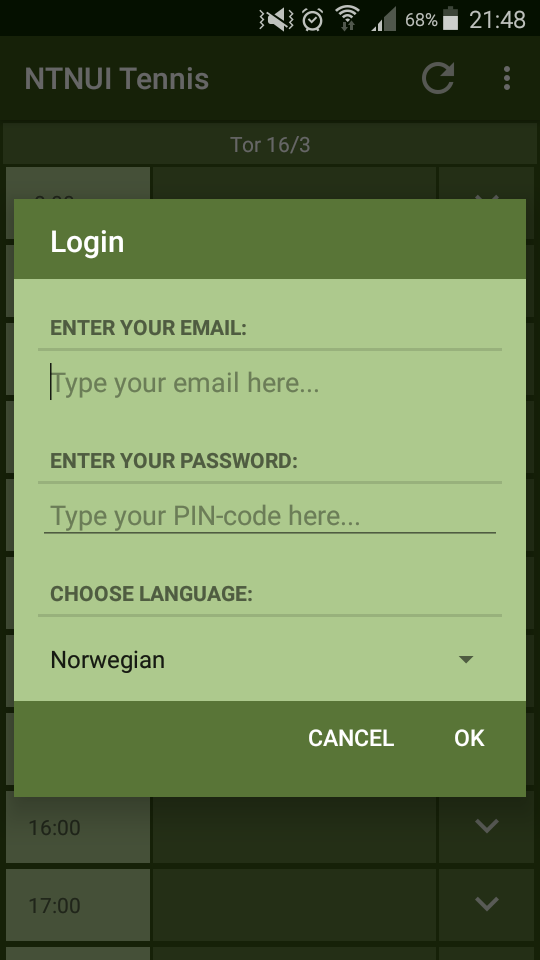 68% 21:48
NTNUI Tennis
Tor 16/3
Login
ENTER YOUR EMAIL:
Type your email here...
ENTER YOUR PASSWORD:
Type your PIN-code here...
CHOOSE LANGUAGE:
Norwegian
CANCEL OK
16:00
17:00